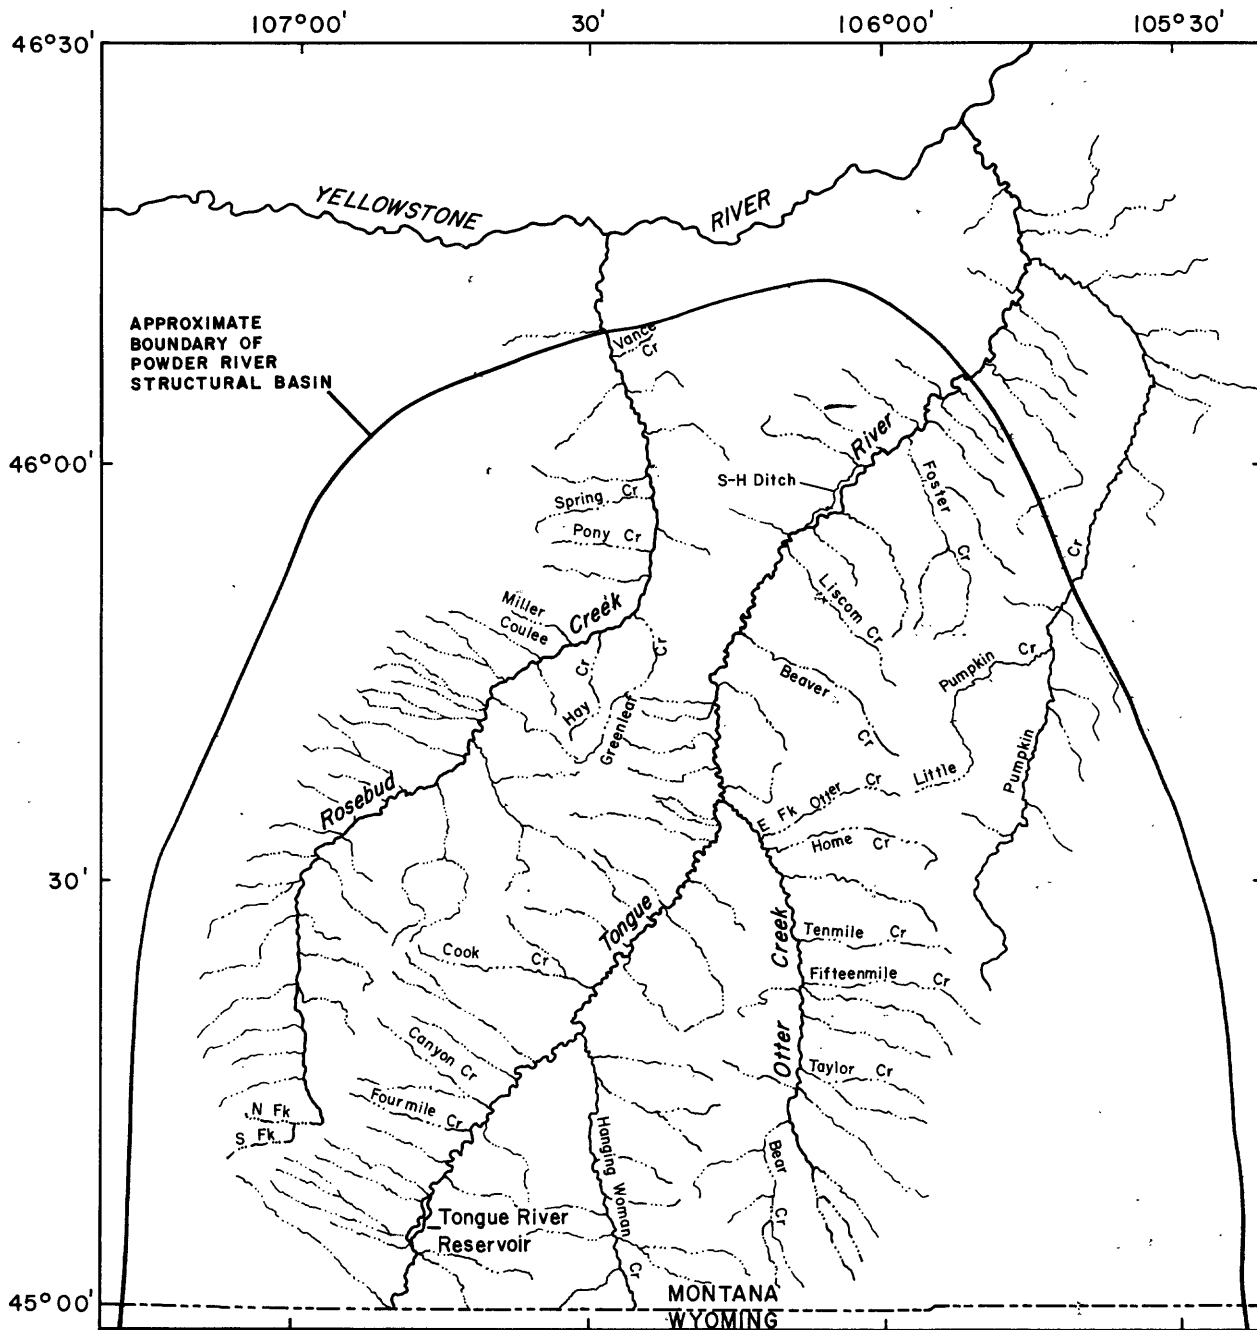 107°00'
30'
106°00'
105°30'
46°30'
YELLOWSTONE
RIVER
APPROXIMATE
BOUNDARY OF
POWDER RIVER
STRUCTURAL BASIN
Vance
Cr
46°00'
River
S-H Ditch
Foster
Cr
Spring Cr
Pony Cr
Cr
Miller
Coulee
Creek
Liscom Cr
Hay Cr
Greenleaf Cr
Beaver
Cr
Little Pumpkin Cr
Pumpkin
Rosebud
E Fk Otter Cr
Home Cr
30'
Tongue
Otter Creek
Tenmile Cr
Cook Cr
Fifteenmile Cr
Canyon Cr
Taylor Cr
Fourmile Cr
N Fk
S Fk
Hanging Woman Cr
Bear Cr
Tongue River
Reservoir
45°00'
MONTANA
WYOMING